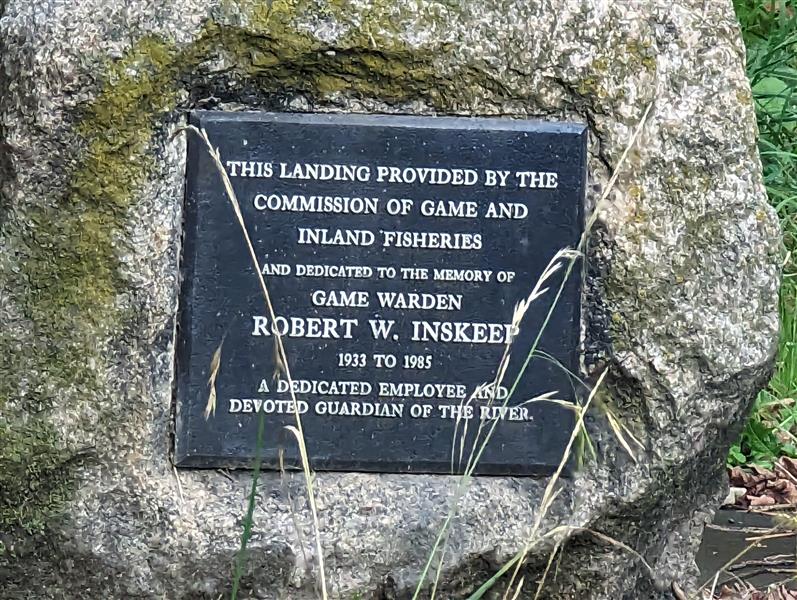 THIS LANDING PROVIDED BY THE
COMMISSION OF GAME AND
INLAND FISHERIES
AND DEDICATED TO THE MEMORY OF
GAME WARDEN
ROBERT W. INSKEEP
1933 TO 1985
A DEDICATED EMPLOYEE AND
DEVOTED GUARDIAN OF THE RIVER.